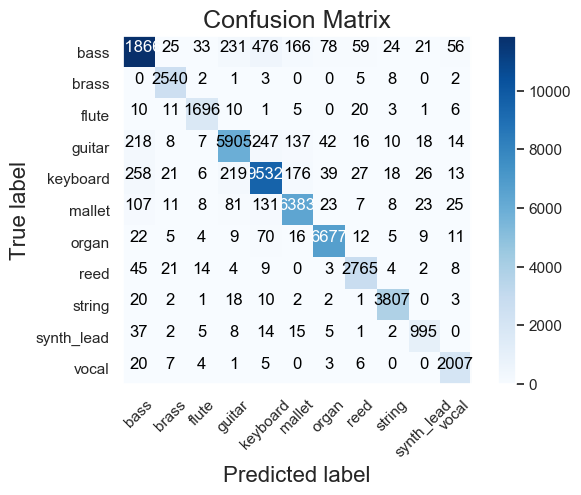 Confusion Matrix
True label
bass 1866 25 33 231 476 166 78 59 24 21 56
brass 0 2540 2 1 3 0 0 5 8 0 2
flute 10 11 1696 10 1 5 0 20 3 1 6
guitar 218 8 7 5905 247 137 42 16 10 18 14
keyboard 258 21 6 219 9532 176 39 27 18 26 13
mallet 107 11 8 81 131 6383 23 7 8 23 25
organ 22 5 4 9 70 16 6677 12 5 9 11
reed 45 21 14 4 9 0 3 2765 4 2 8
string 20 2 1 18 10 2 2 1 3807 0 3
synth_lead 37 2 5 8 14 15 5 1 2 995 0
vocal 20 7 4 1 5 0 3 6 0 0 2007
bass brass flute guitar keyboard mallet organ reed string synth_lead vocal
Predicted label
10000
8000
6000
4000
2000
0